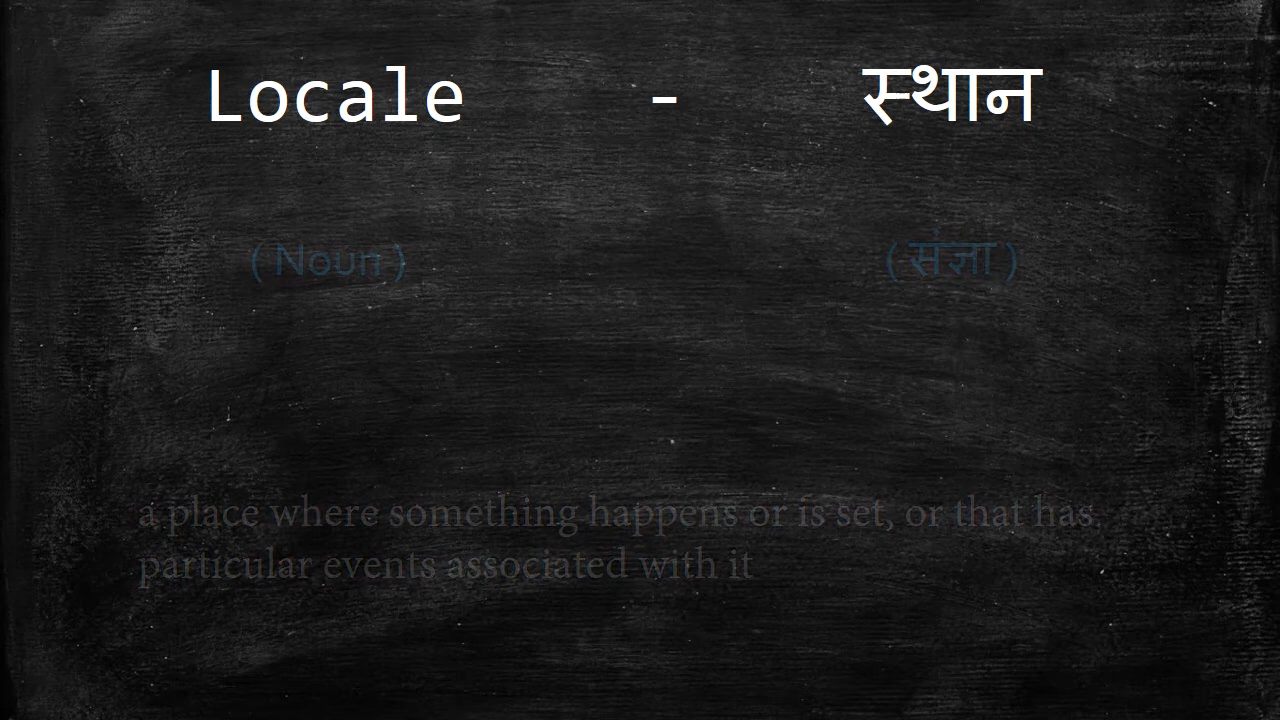 Locale - स्थान
( Noun ) ( संज्ञा )
a place where something happens or is set, or that has
particular events associated with it